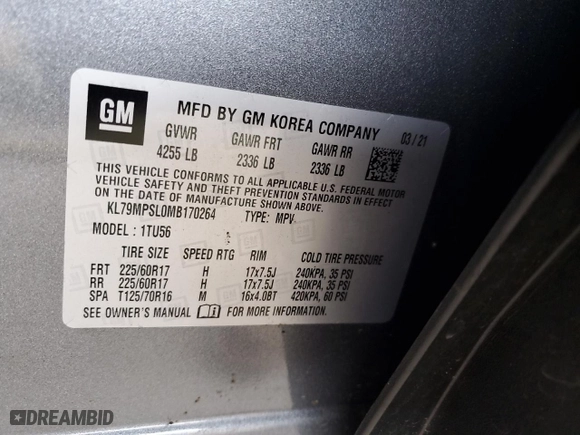 GM
MFD BY GM KOREA COMPANY 03/21
GVWR GAWR FRT GAWR RR
4255 LB 2336 LB 2336 LB
THIS VEHICLE CONFORMS TO ALL APPLICABLE U.S. FEDERAL MOTOR
VEHICLE SAFETY AND THEFT PREVENTION STANDARDS IN EFFECT
ON THE DATE OF MANUFACTURE SHOWN ABOVE.
KL79MPSL0MB170264 TYPE: MPV
MODEL : 1TU56
TIRE SIZE SPEED RTG RIM COLD TIRE PRESSURE
FRT 225/60R17 H 17x7.5J 240KPA, 35 PSI
RR 225/60R17 H 17x7.5J 240KPA, 35 PSI
SPA T125/70R16 M 16x4.0BT 420KPA, 60 PSI
SEE OWNER'S MANUAL FOR MORE INFORMATION
DREAMBID